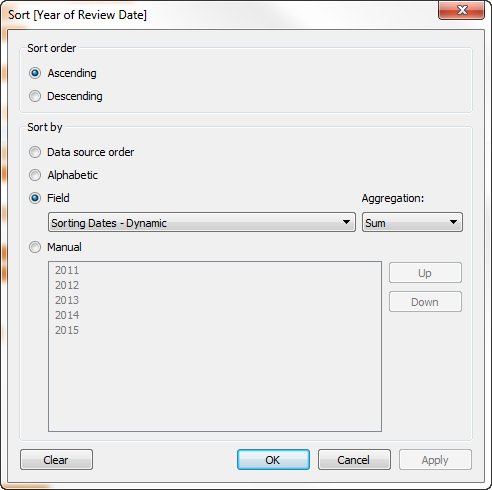 Sort [Year of Review Date]
Sort order
Ascending
Descending
Sort by
Data source order
Alphabetic
Field
Aggregation:
Sorting Dates - Dynamic
Sum
Manual
2011
2012
2013
2014
2015
Up
Down
Clear
OK
Cancel
Apply